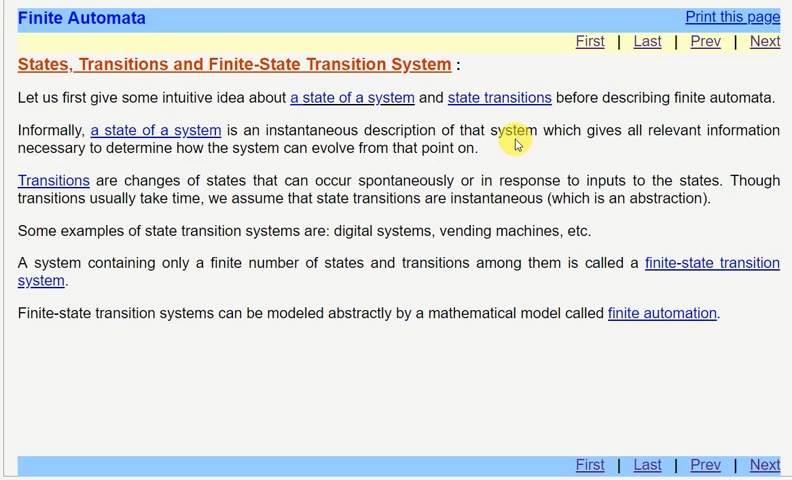 Finite Automata Print this page
First | Last | Prev | Next
States, Transitions and Finite-State Transition System :
Let us first give some intuitive idea about a state of a system and state transitions before describing finite automata.
Informally, a state of a system is an instantaneous description of that system which gives all relevant information
necessary to determine how the system can evolve from that point on.
Transitions are changes of states that can occur spontaneously or in response to inputs to the states. Though
transitions usually take time, we assume that state transitions are instantaneous (which is an abstraction).
Some examples of state transition systems are: digital systems, vending machines, etc.
A system containing only a finite number of states and transitions among them is called a finite-state transition
system.
Finite-state transition systems can be modeled abstractly by a mathematical model called finite automation.
First | Last | Prev | Next